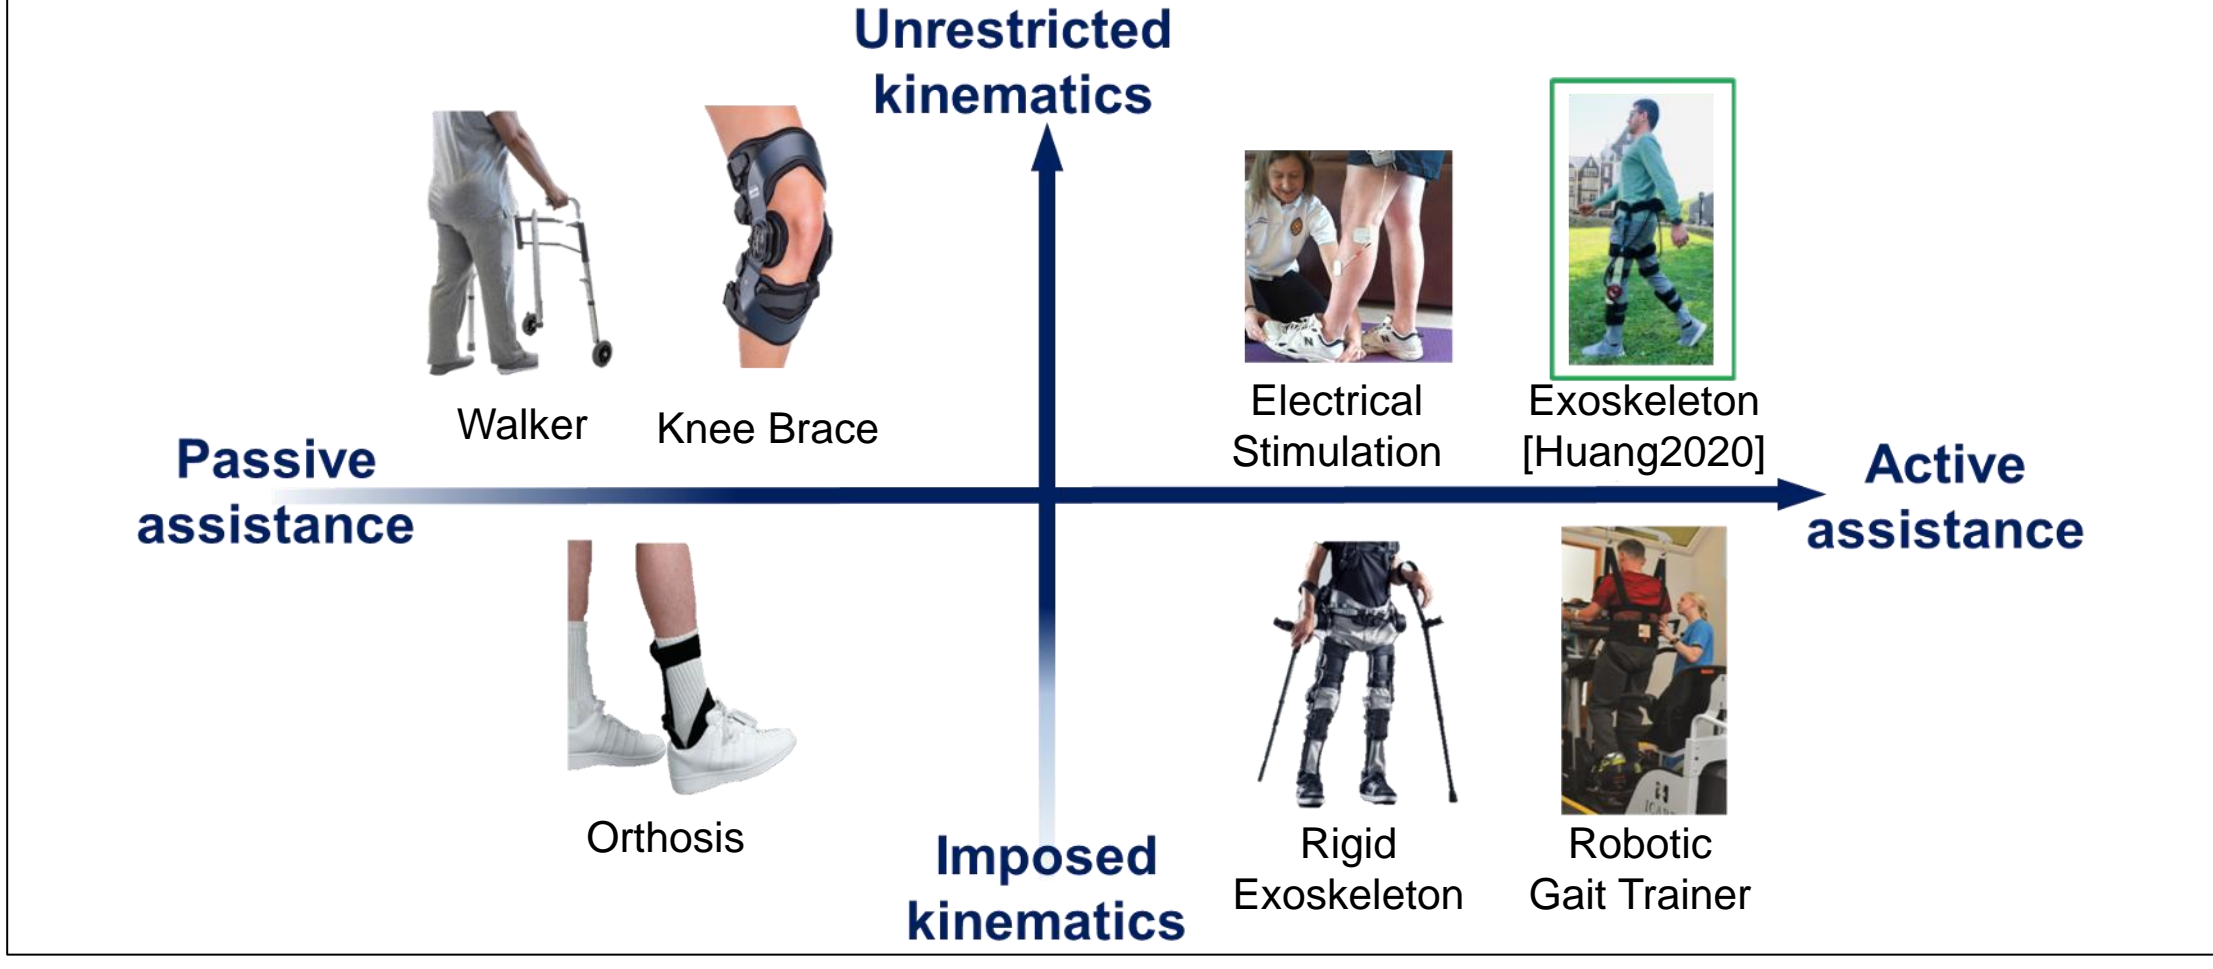 Unrestricted
kinematics
Walker
Knee Brace
Electrical
Stimulation
Exoskeleton
[Huang2020]
Passive
assistance
Active
assistance
Orthosis
Rigid
Exoskeleton
Robotic
Gait Trainer
Imposed
kinematics